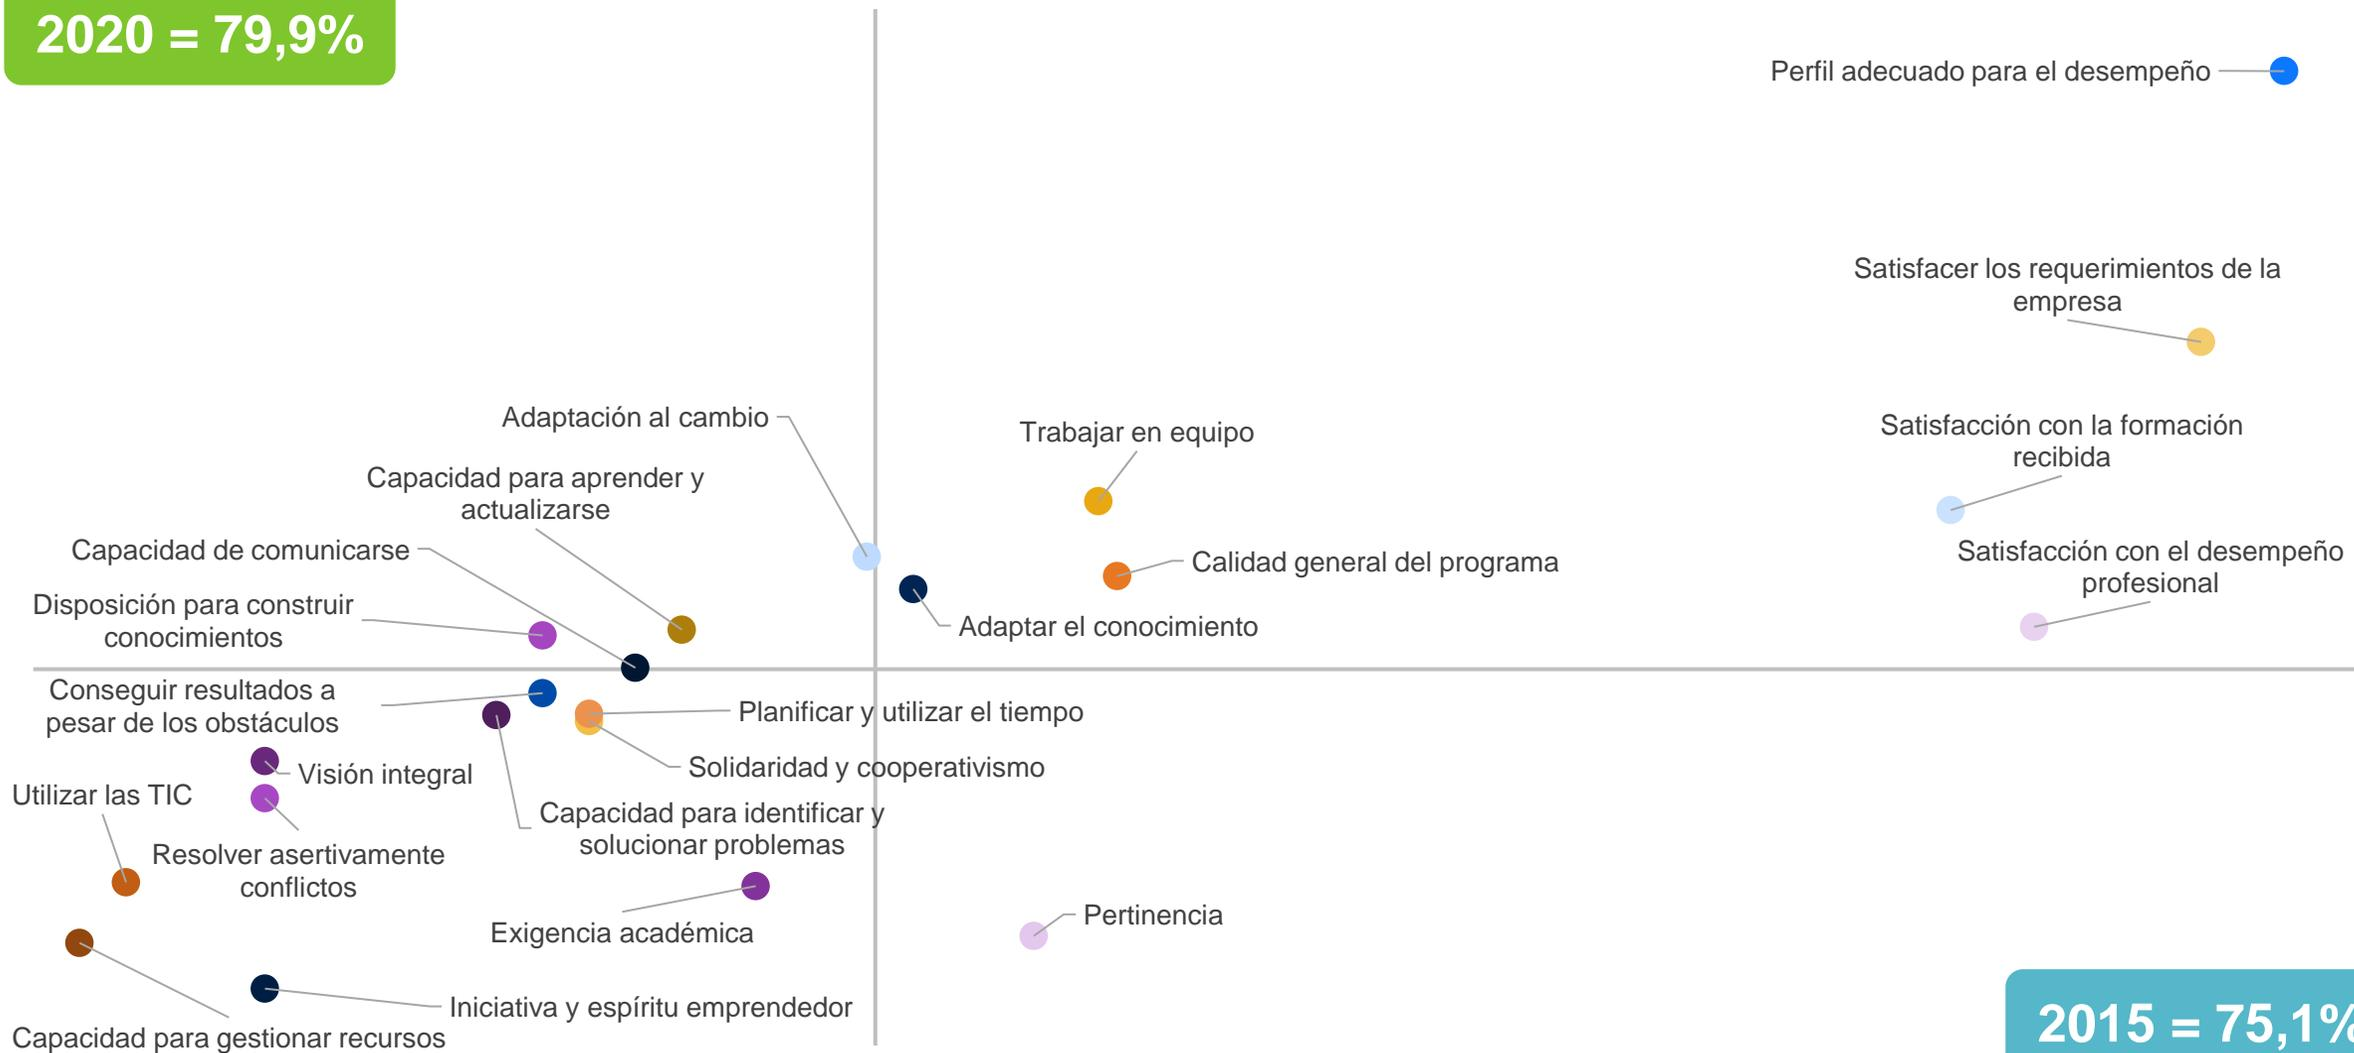 2020 = 79,9%
Perfil adecuado para el desempeño
Satisfacer los requerimientos de la
empresa
Adaptación al cambio
Trabajar en equipo
Satisfacción con la formación
recibida
Capacidad para aprender y
actualizarse
Capacidad de comunicarse
Calidad general del programa
Satisfacción con el desempeño
profesional
Disposición para construir
conocimientos
Adaptar el conocimiento
Conseguir resultados a
pesar de los obstáculos
Planificar y utilizar el tiempo
Visión integral
Solidaridad y cooperativismo
Utilizar las TIC
Capacidad para identificar y
solucionar problemas
Resolver asertivamente
conflictos
Exigencia académica
Pertinencia
Iniciativa y espíritu emprendedor
Capacidad para gestionar recursos
2015 = 75,1%